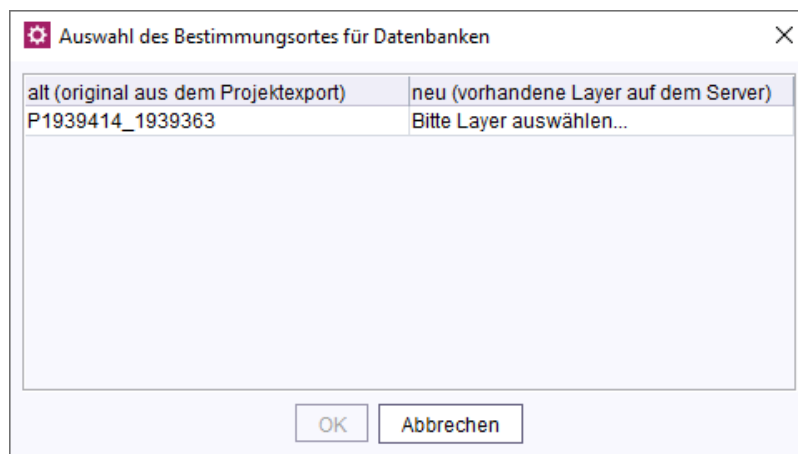 Auswahl des Bestimmungsortes für Datenbanken
alt (original aus dem Projektexport) neu (vorhandene Layer auf dem Server)
P1939414_1939363 Bitte Layer auswählen...
OK Abbrechen